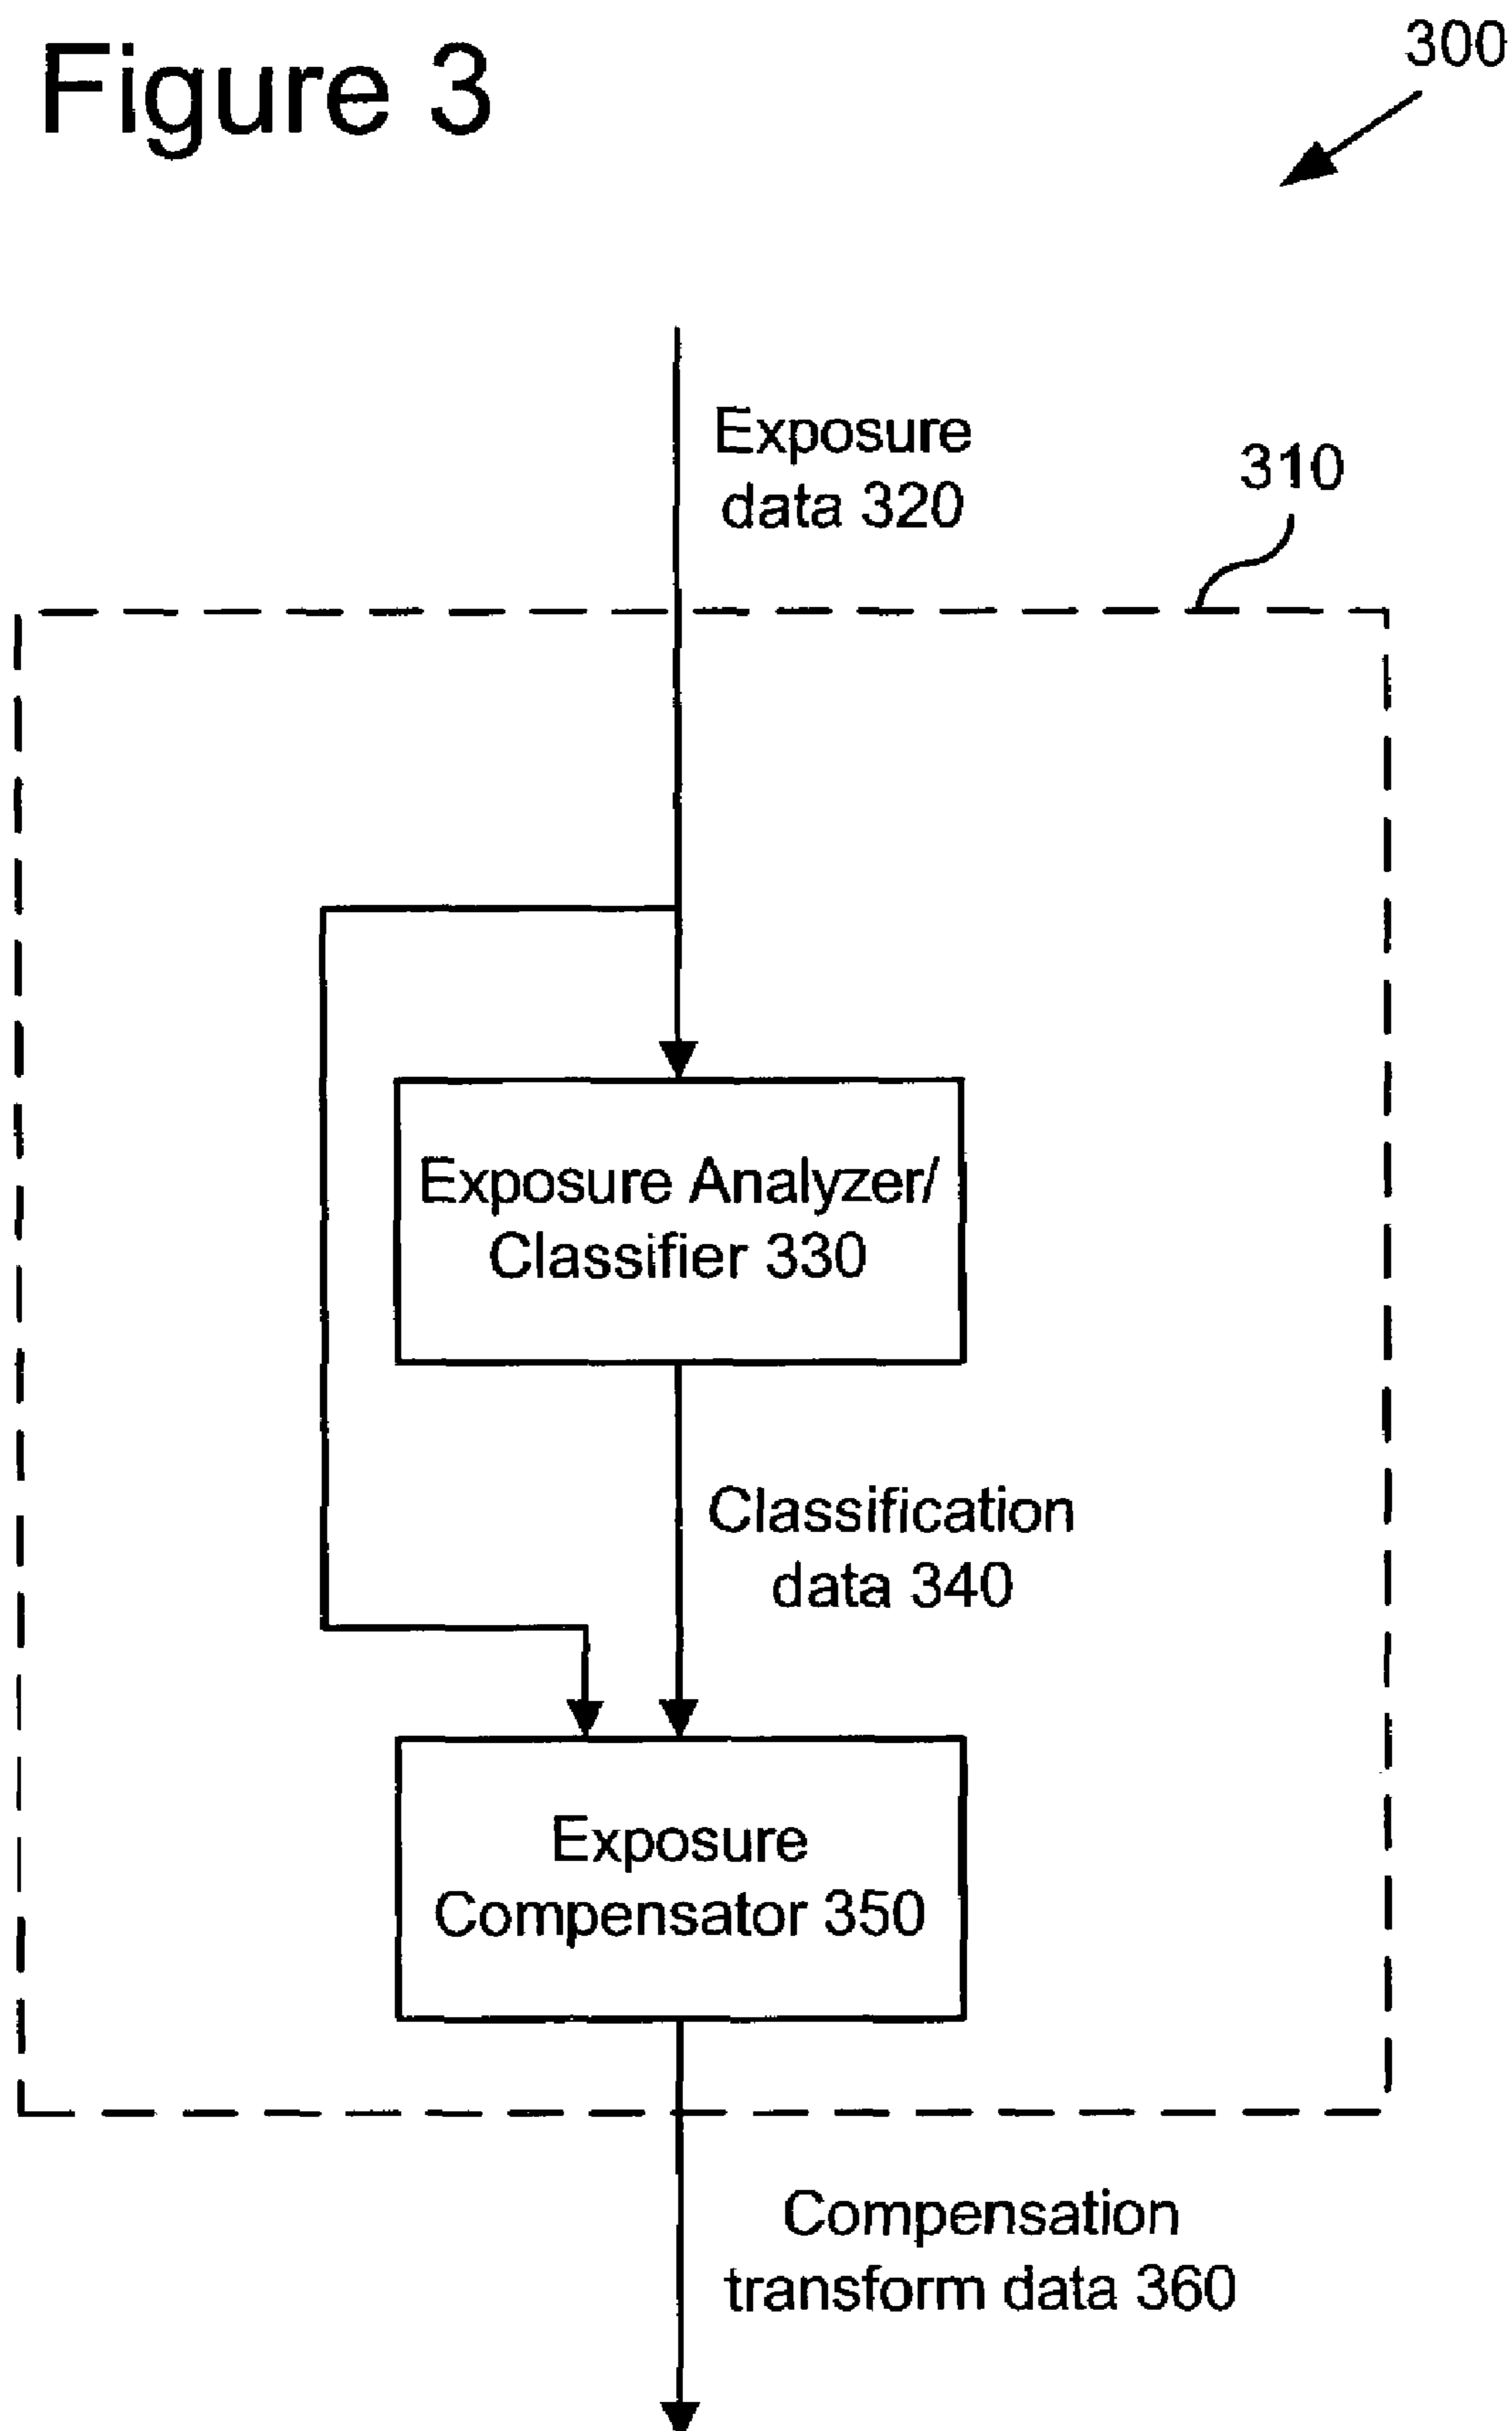 Figure 3
300
Exposure
data 320
310
Exposure Analyzer/
Classifier 330
Classification
data 340
Exposure
Compensator 350
Compensation
transform data 360